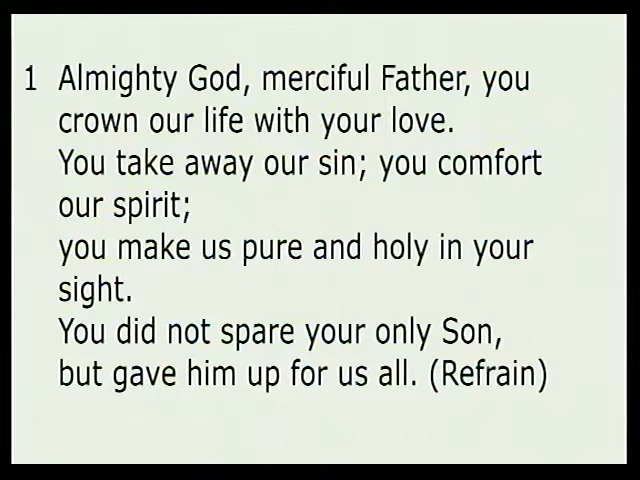 1 Almighty God, merciful Father, you
crown our life with your love.
You take away our sin; you comfort
our spirit;
you make us pure and holy in your
sight.
You did not spare your only Son,
but gave him up for us all. (Refrain)